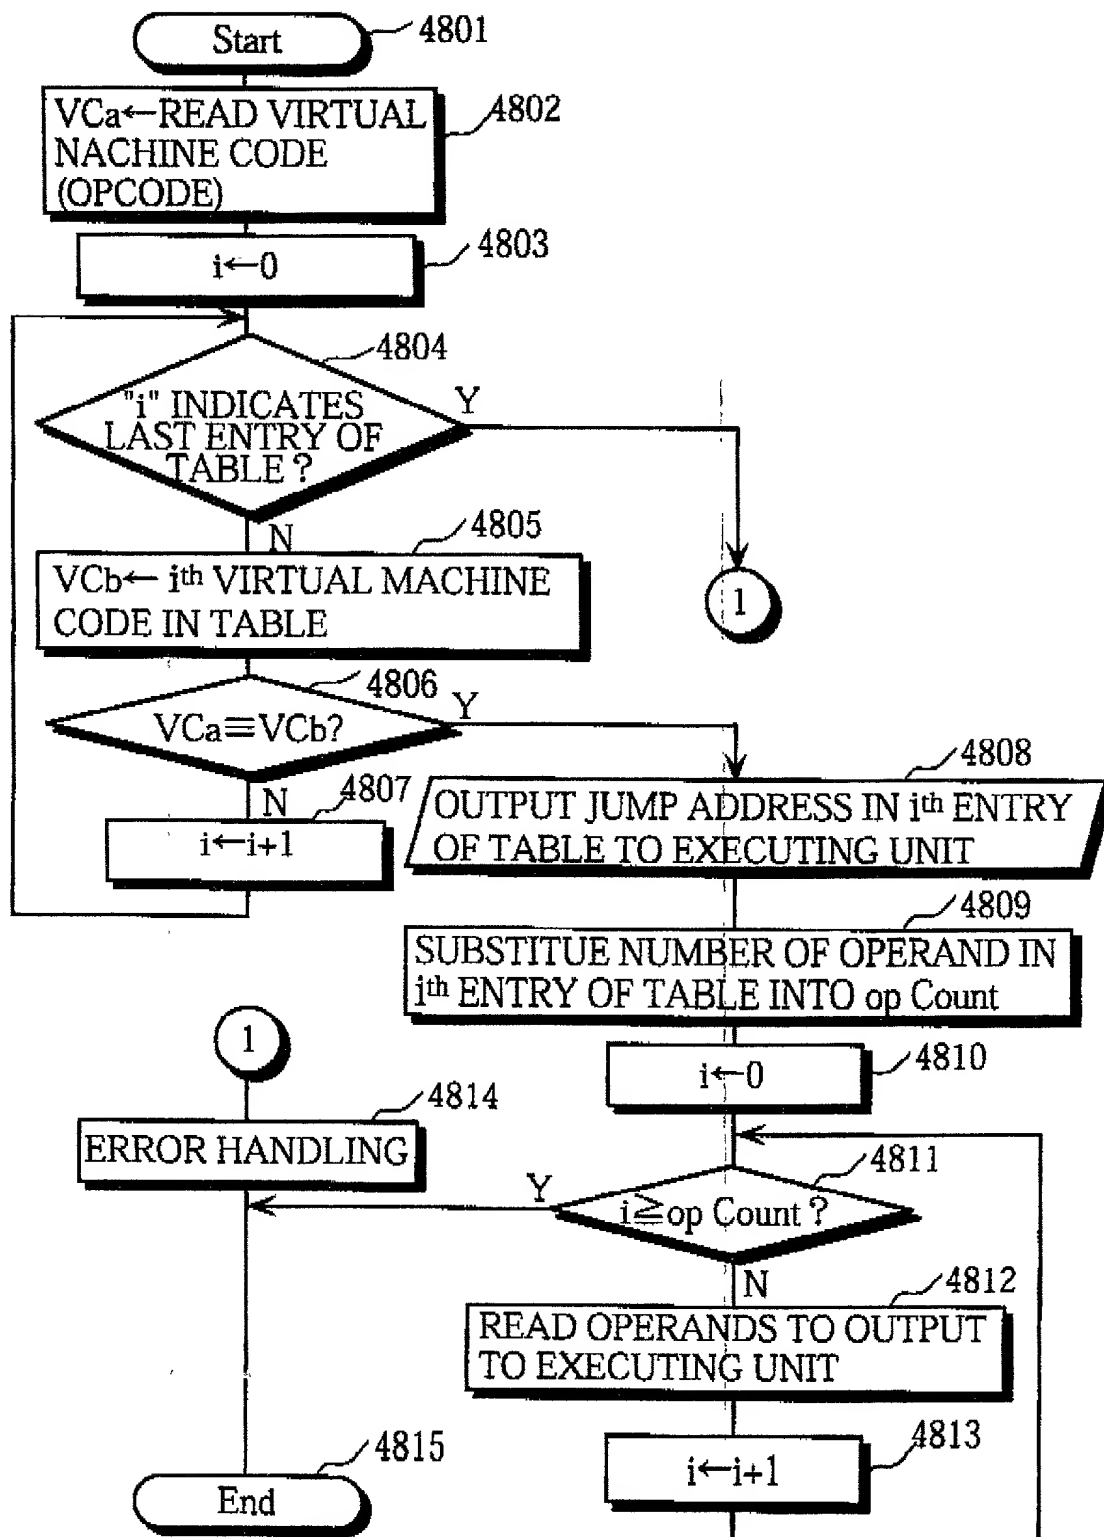 Start
4801
VCa←READ VIRTUAL
NACHINE CODE
(OPCODE)
4802
i←0
4803
4804
"i" INDICATES
LAST ENTRY OF
TABLE?
Y
N
1
4805
VCb← ith VIRTUAL MACHINE
CODE IN TABLE
4806
VCa≡VCb?
Y
N
4807
i←i+1
4808
OUTPUT JUMP ADDRESS IN ith ENTRY
OF TABLE TO EXECUTING UNIT
4809
SUBSTITUE NUMBER OF OPERAND IN
ith ENTRY OF TABLE INTO op Count
4810
i←0
1
4814
ERROR HANDLING
4811
i≧op Count?
Y
N
4812
READ OPERANDS TO OUTPUT
TO EXECUTING UNIT
4813
i←i+1
4815
End